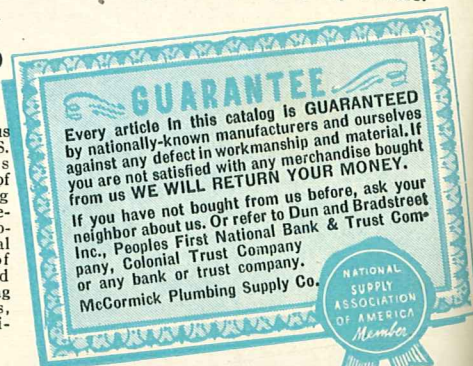 GUARANTEE
Every article In this catalog is GUARANTEED
by nationally-known manufacturers and ourselves
against any defect in workmanship and material. If
you are not satisfied with any merchandise bought
from us WE WILL RETURN YOUR MONEY.
If you have not bought from us before, ask your
neighbor about us. Or refer to Dun and Bradstreet
Inc., Peoples First National Bank & Trust Com-
pany, Colonial Trust Company
or any bank or trust company.
McCormick Plumbing Supply Co.
NATIONAL
SUPPLY
ASSOCIATION
OF AMERICA
Member